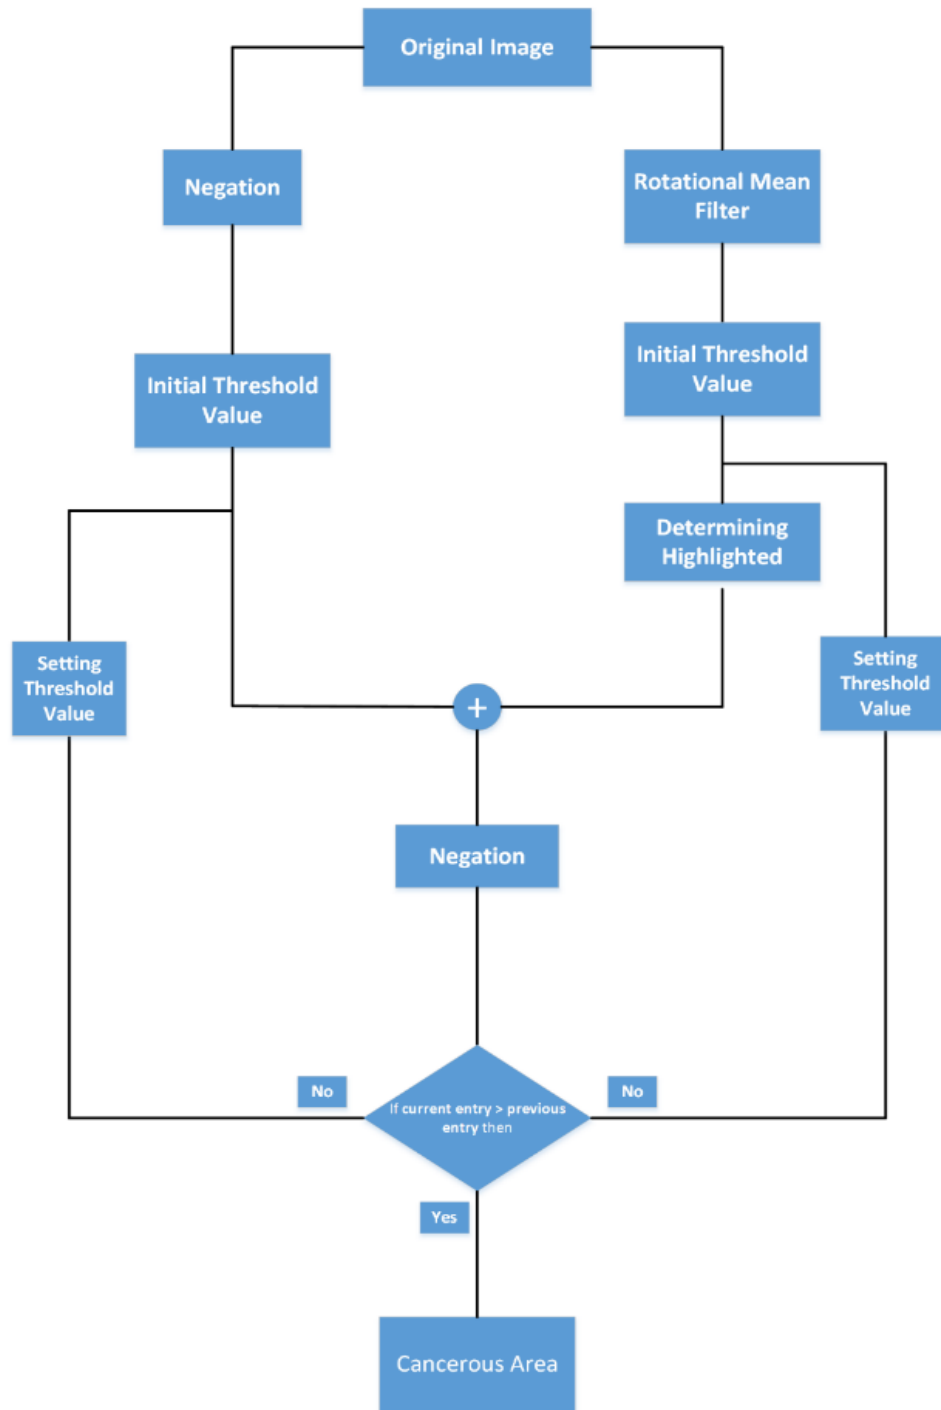 Original Image
Negation
Rotational Mean
Filter
Initial Threshold
Value
Initial Threshold
Value
Determining
Highlighted
Setting
Threshold
Value
Setting
Threshold
Value
+
Negation
No
If current entry > previous
entry then
No
Yes
Cancerous Area